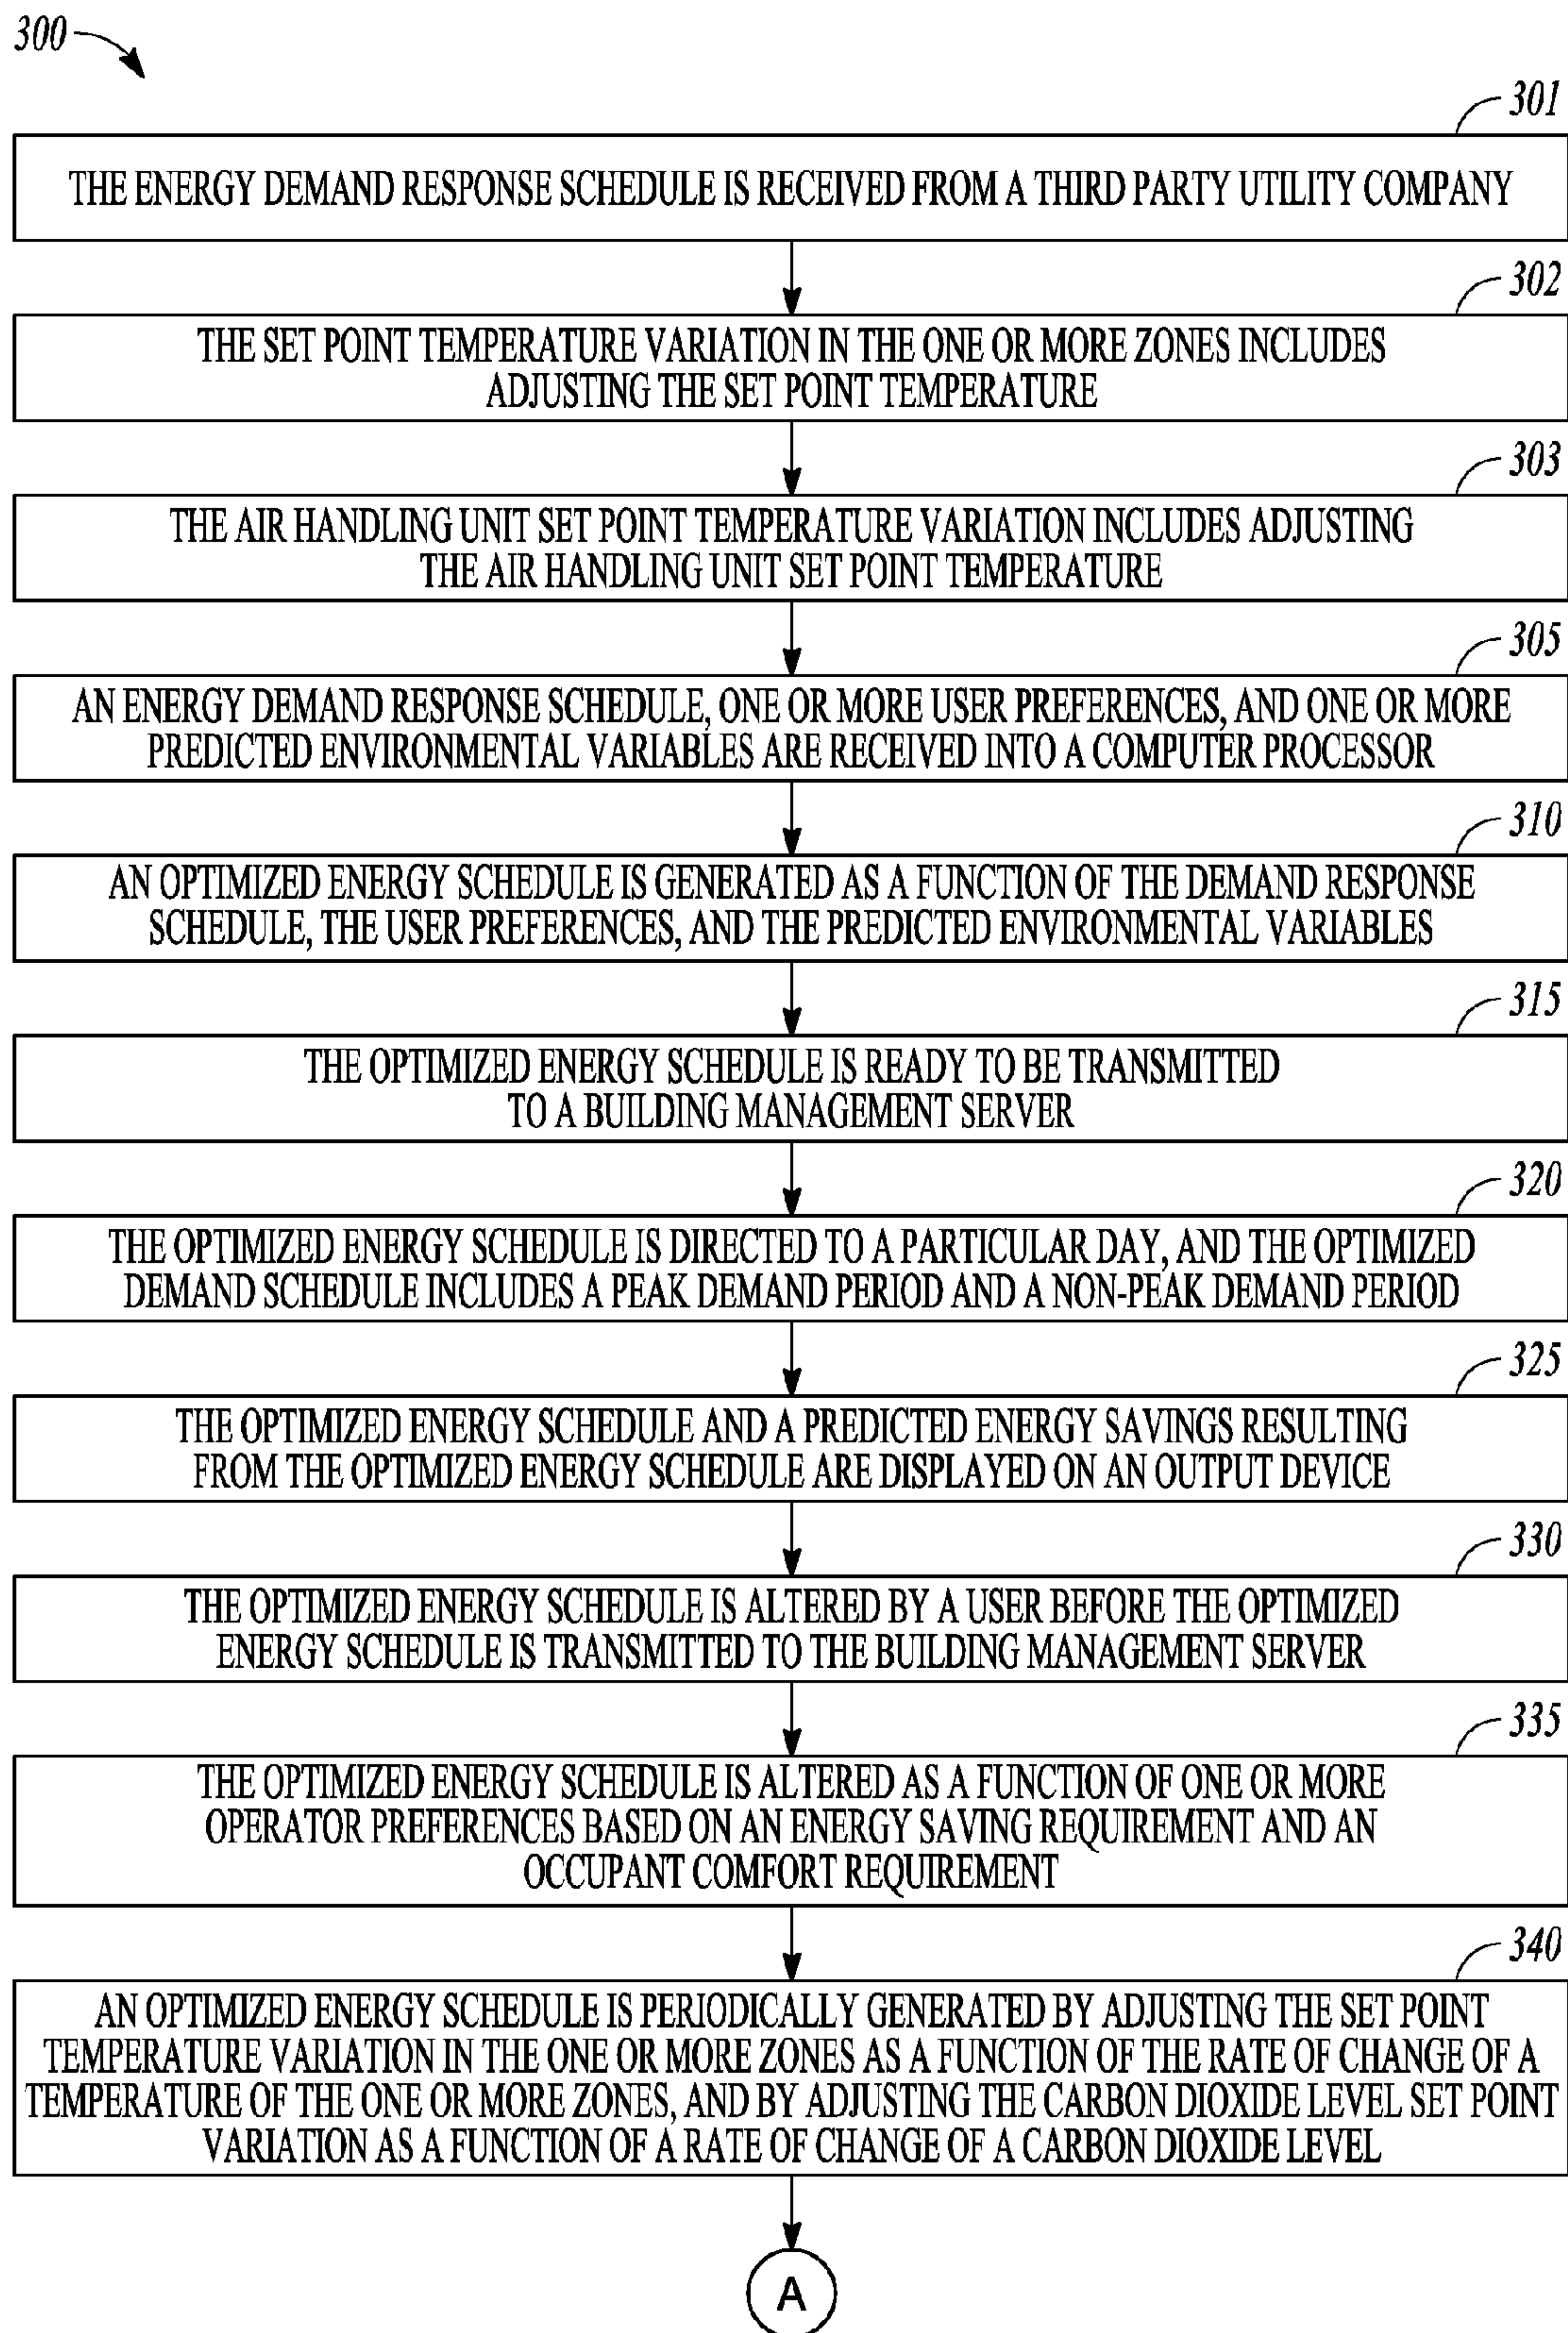 300
301
THE ENERGY DEMAND RESPONSE SCHEDULE IS RECEIVED FROM A THIRD PARTY UTILITY COMPANY
302
THE SET POINT TEMPERATURE VARIATION IN THE ONE OR MORE ZONES INCLUDES
ADJUSTING THE SET POINT TEMPERATURE
303
THE AIR HANDLING UNIT SET POINT TEMPERATURE VARIATION INCLUDES ADJUSTING
THE AIR HANDLING UNIT SET POINT TEMPERATURE
305
AN ENERGY DEMAND RESPONSE SCHEDULE, ONE OR MORE USER PREFERENCES, AND ONE OR MORE
PREDICTED ENVIRONMENTAL VARIABLES ARE RECEIVED INTO A COMPUTER PROCESSOR
310
AN OPTIMIZED ENERGY SCHEDULE IS GENERATED AS A FUNCTION OF THE DEMAND RESPONSE
SCHEDULE, THE USER PREFERENCES, AND THE PREDICTED ENVIRONMENTAL VARIABLES
315
THE OPTIMIZED ENERGY SCHEDULE IS READY TO BE TRANSMITTED
TO A BUILDING MANAGEMENT SERVER
320
THE OPTIMIZED ENERGY SCHEDULE IS DIRECTED TO A PARTICULAR DAY, AND THE OPTIMIZED
DEMAND SCHEDULE INCLUDES A PEAK DEMAND PERIOD AND A NON-PEAK DEMAND PERIOD
325
THE OPTIMIZED ENERGY SCHEDULE AND A PREDICTED ENERGY SAVINGS RESULTING
FROM THE OPTIMIZED ENERGY SCHEDULE ARE DISPLAYED ON AN OUTPUT DEVICE
330
THE OPTIMIZED ENERGY SCHEDULE IS ALTERED BY A USER BEFORE THE OPTIMIZED
ENERGY SCHEDULE IS TRANSMITTED TO THE BUILDING MANAGEMENT SERVER
335
THE OPTIMIZED ENERGY SCHEDULE IS ALTERED AS A FUNCTION OF ONE OR MORE
OPERATOR PREFERENCES BASED ON AN ENERGY SAVING REQUIREMENT AND AN
OCCUPANT COMFORT REQUIREMENT
340
AN OPTIMIZED ENERGY SCHEDULE IS PERIODICALLY GENERATED BY ADJUSTING THE SET POINT
TEMPERATURE VARIATION IN THE ONE OR MORE ZONES AS A FUNCTION OF THE RATE OF CHANGE OF A
TEMPERATURE OF THE ONE OR MORE ZONES, AND BY ADJUSTING THE CARBON DIOXIDE LEVEL SET POINT
VARIATION AS A FUNCTION OF A RATE OF CHANGE OF A CARBON DIOXIDE LEVEL
A